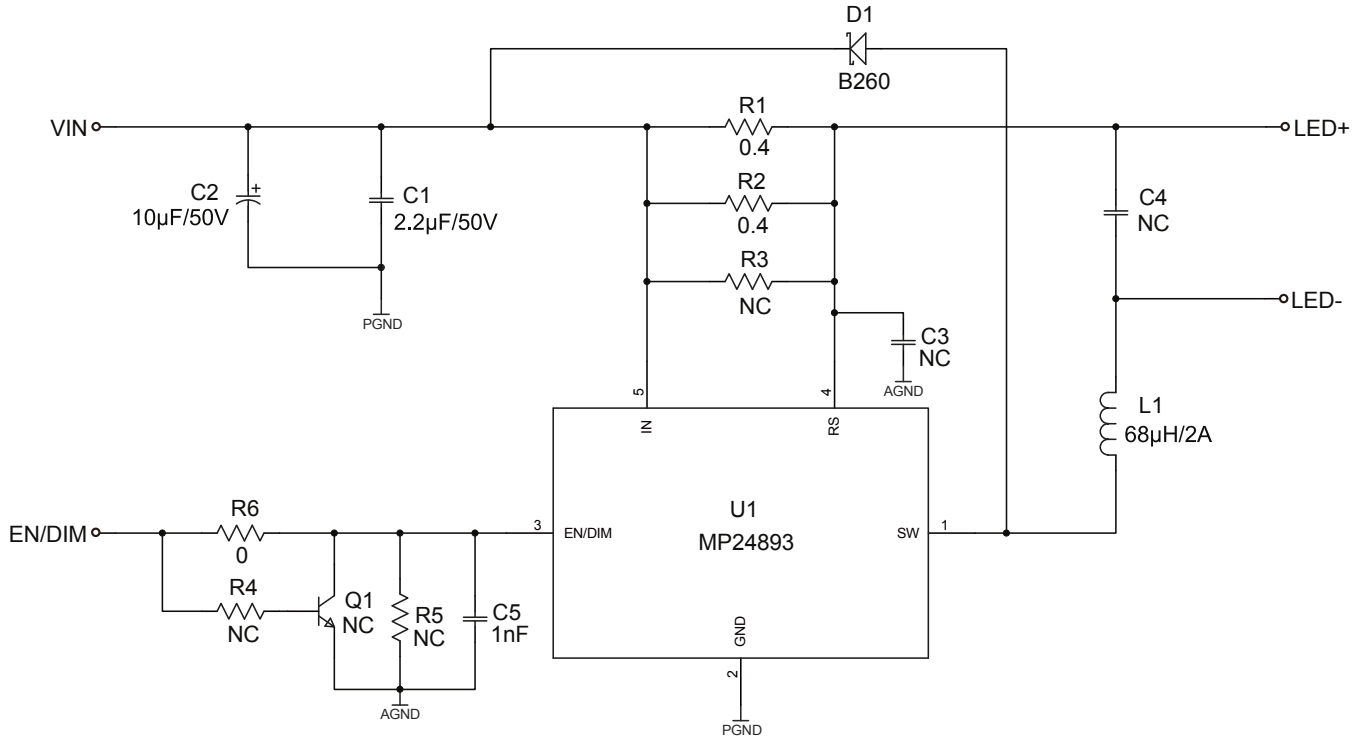 D1
B260
VIN
R1
0.4
LED+
C2
10µF/50V
C1
2.2µF/50V
R2
0.4
C4
NC
R3
NC
LED-
PGND
C3
NC
AGND
5
4
IN
RS
L1
68µH/2A
EN/DIM
R6
0
3
EN/DIM
U1
MP24893
SW
1
R4
NC
Q1
NC
R5
NC
C5
1nF
GND
2
AGND
PGND